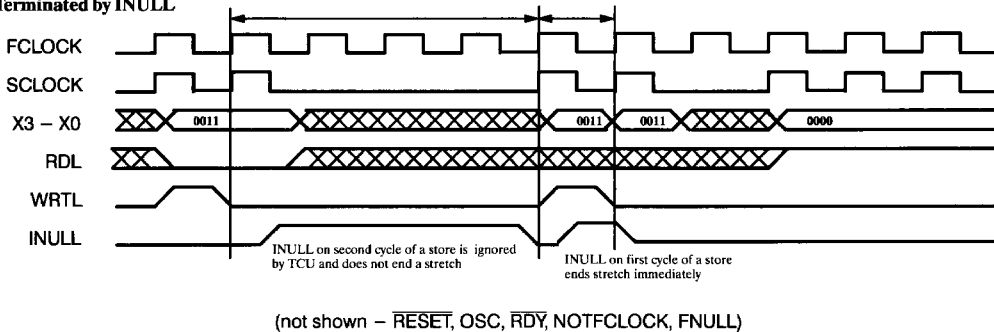 Terminated by INULL
FCLOCK
SCLOCK
X3 – X0 0011 0011 0011 0000
RDL
WRTL
INULL
INULL on second cycle of a store is ignored
by TCU and does not end a stretch
INULL on first cycle of a store
ends stretch immediately
(not shown – RESET, OSC, RDY, NOTFCLOCK, FNULL)